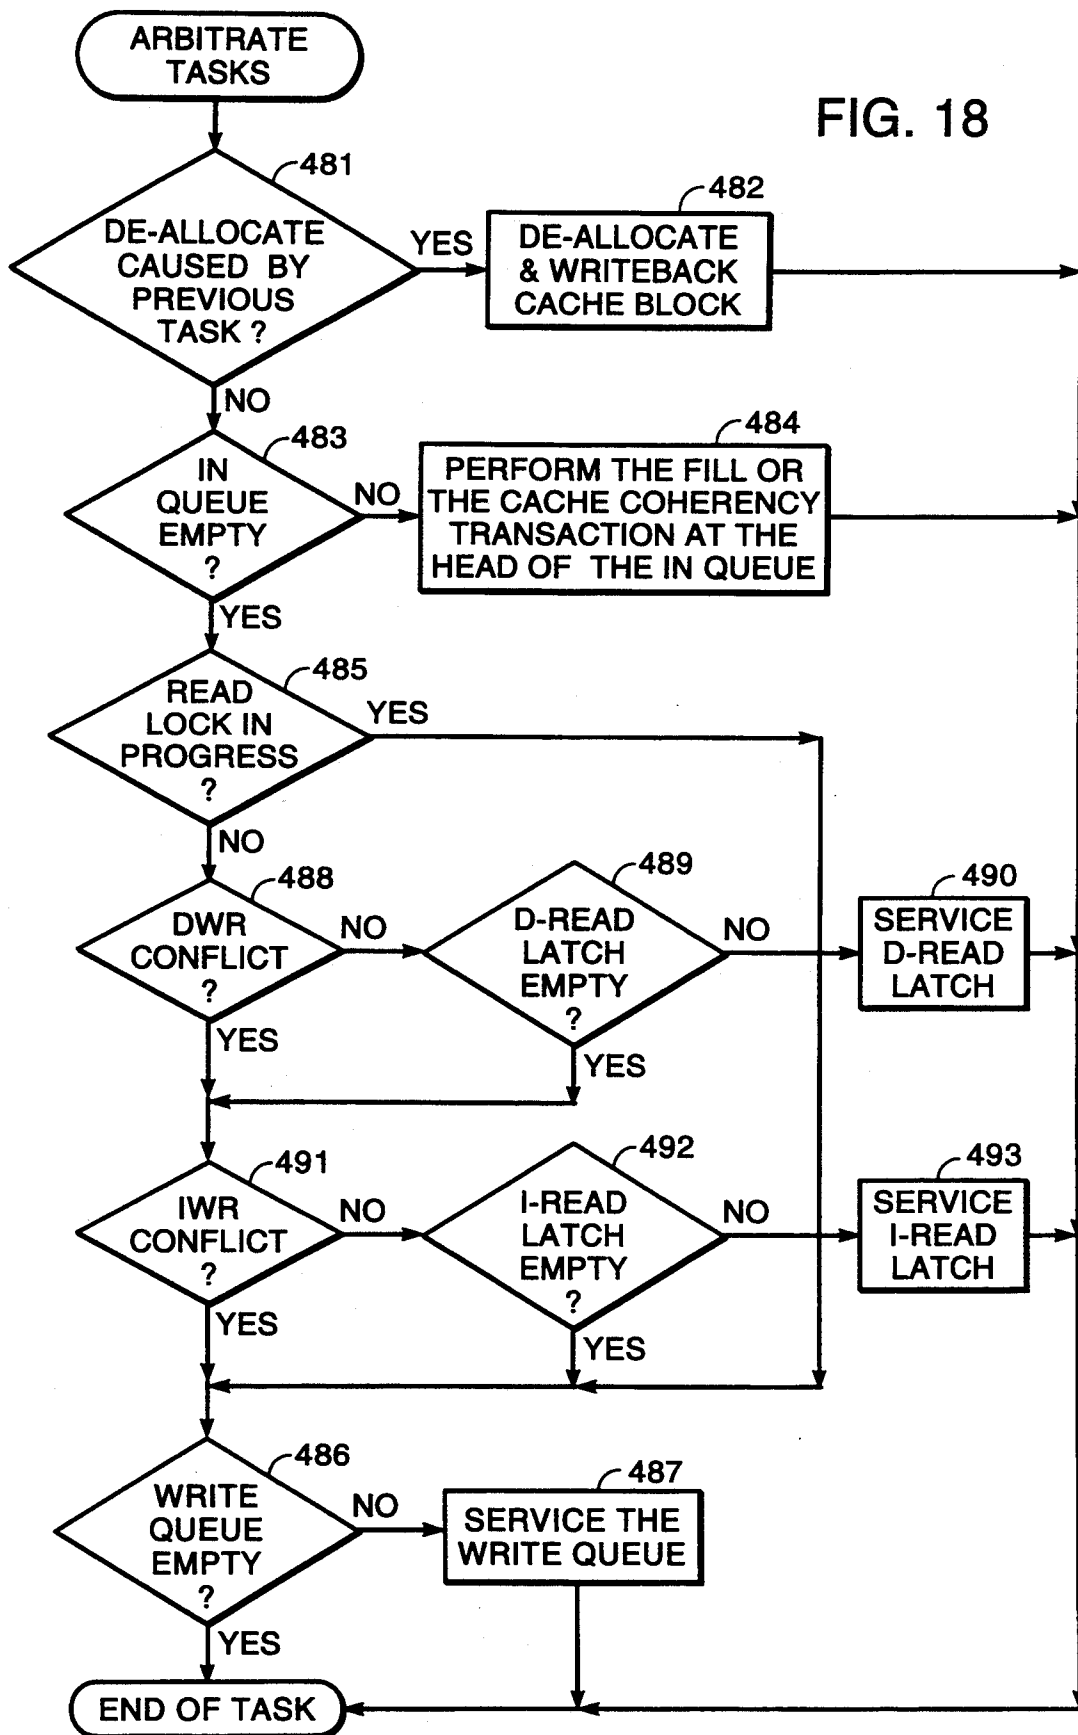 ARBITRATE
TASKS
FIG. 18
481
DE-ALLOCATE
CAUSED BY
PREVIOUS
TASK ?
YES
482
DE-ALLOCATE
& WRITEBACK
CACHE BLOCK
NO
483
IN
QUEUE
EMPTY
?
NO
484
PERFORM THE FILL OR
THE CACHE COHERENCY
TRANSACTION AT THE
HEAD OF THE IN QUEUE
YES
485
READ
LOCK IN
PROGRESS
?
YES
NO
488
DWR
CONFLICT
?
NO
489
D-READ
LATCH
EMPTY
?
NO
490
SERVICE
D-READ
LATCH
YES
YES
491
IWR
CONFLICT
?
NO
492
I-READ
LATCH
EMPTY
?
NO
493
SERVICE
I-READ
LATCH
YES
YES
486
WRITE
QUEUE
EMPTY
?
NO
487
SERVICE THE
WRITE QUEUE
YES
END OF TASK